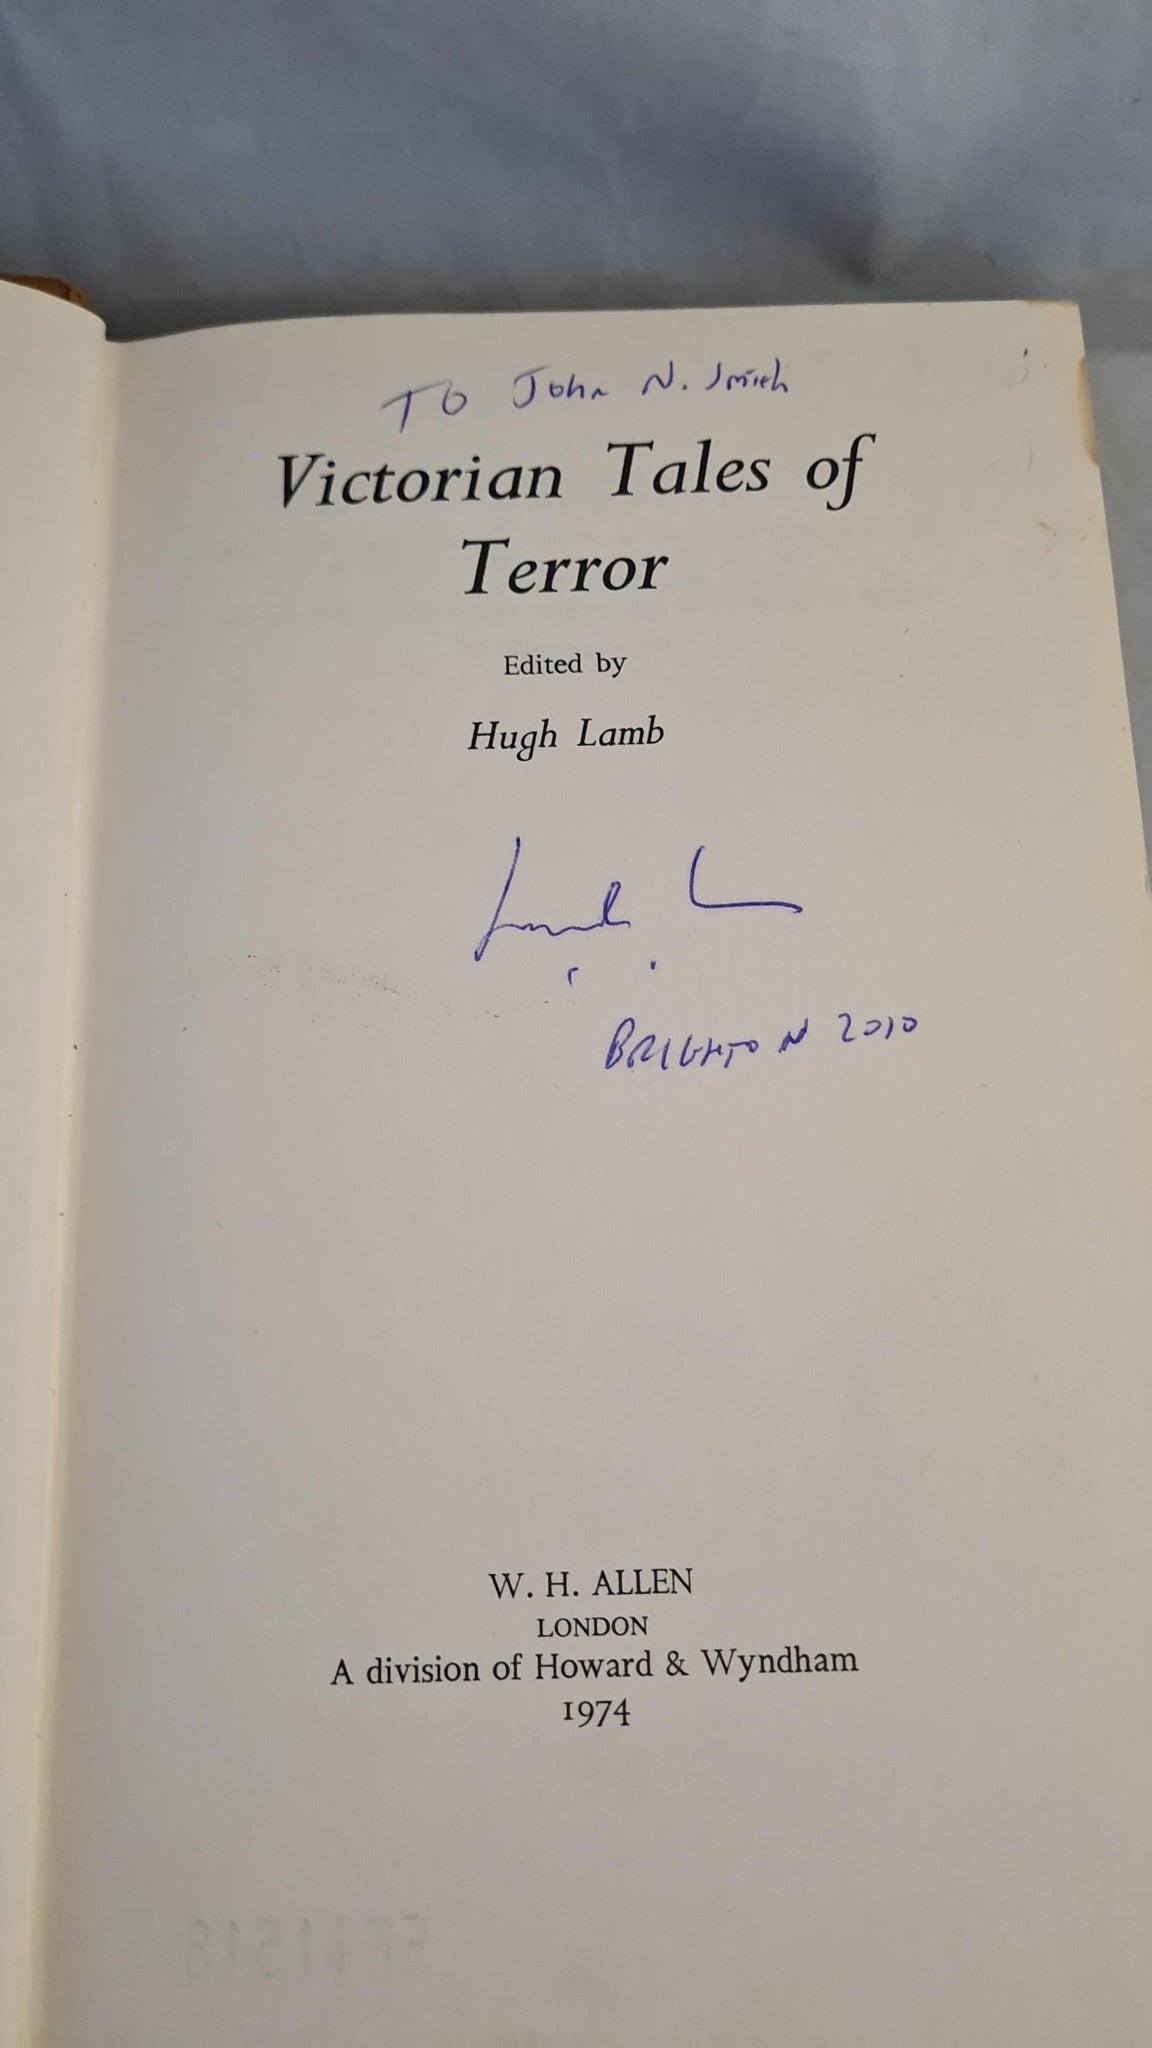 TO John N. Smith
Victorian Tales of
Terror
Edited by
Hugh Lamb
BRIGHTON 2010
W. H. ALLEN
LONDON
A division of Howard & Wyndham
1974